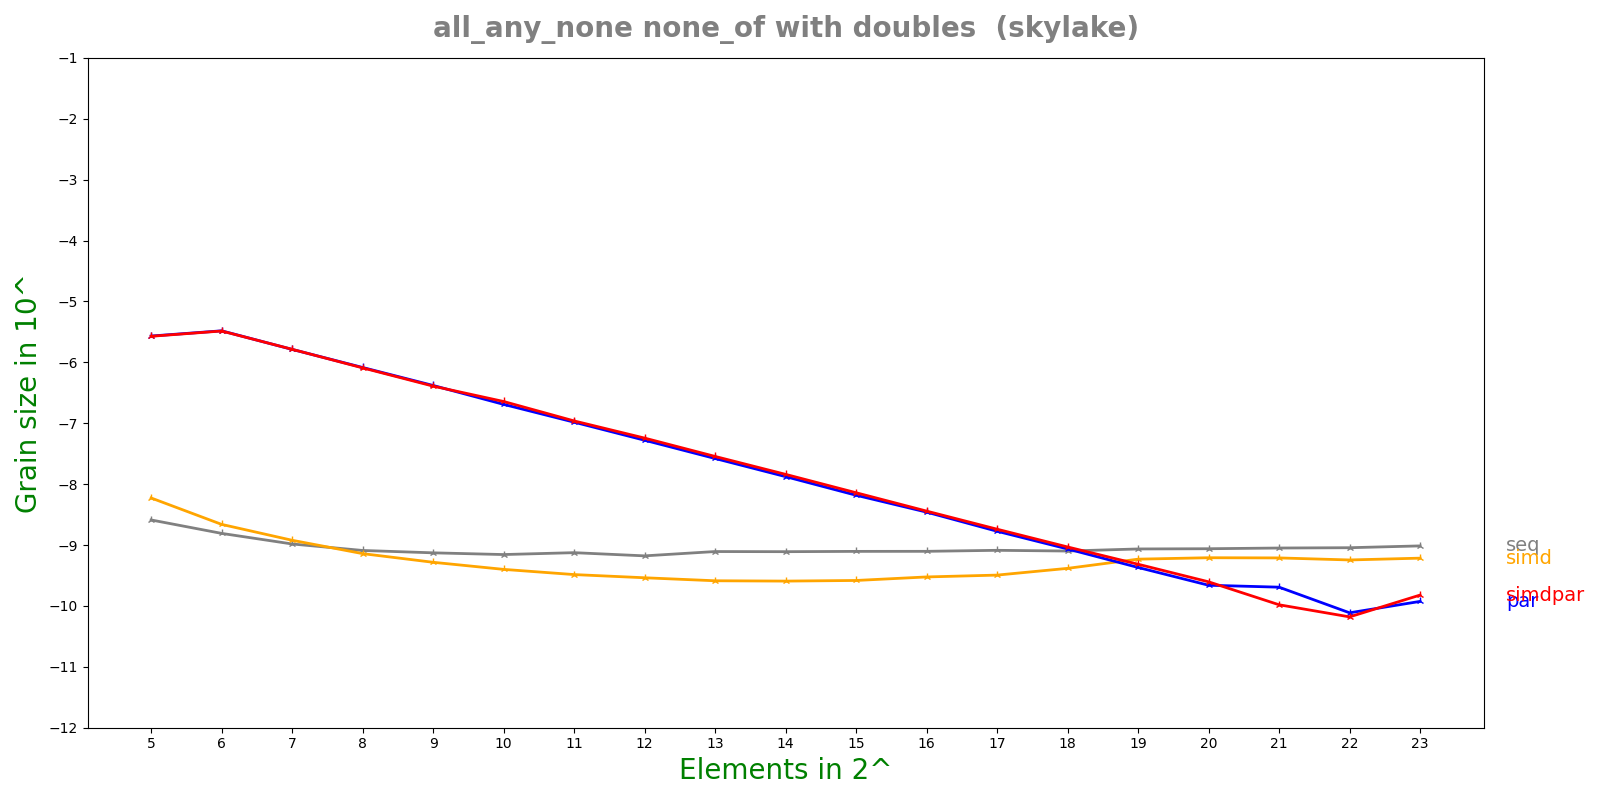 all_any_none none_of with doubles  (skylake)
Grain size in 10^
−1
−2
−3
−4
−5
−6
−7
−8
−9
−10
−11
−12
seq
simd
simdpar
par
5 6 7 8 9 10 11 12 13 14 15 16 17 18 19 20 21 22 23
Elements in 2^